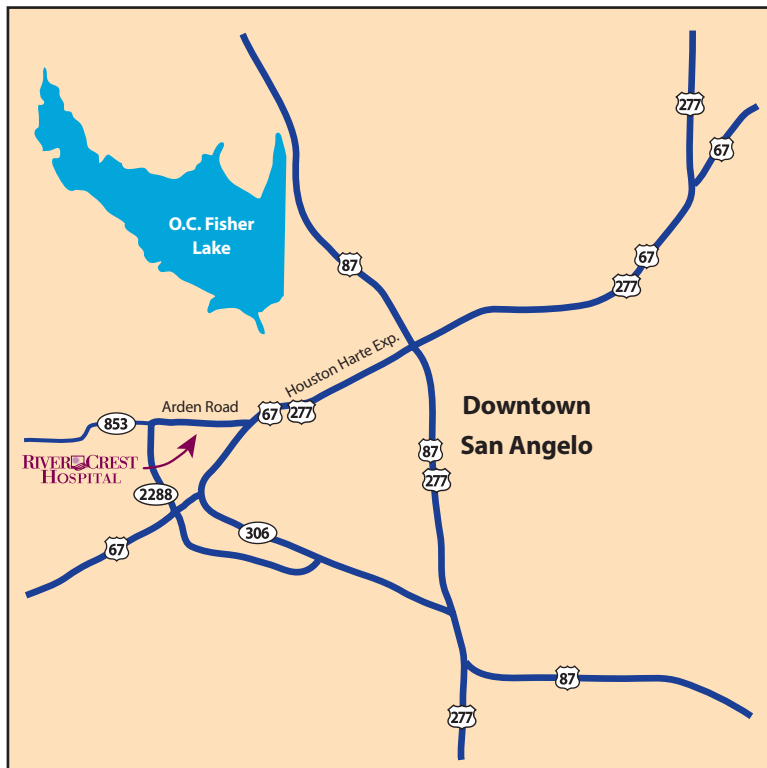 277
67
O.C. Fisher
Lake
87
67
277
Houston Harte Exp.
Arden Road
67
277
853
Downtown
San Angelo
87
277
RIVER CREST
HOSPITAL
2288
306
67
87
277